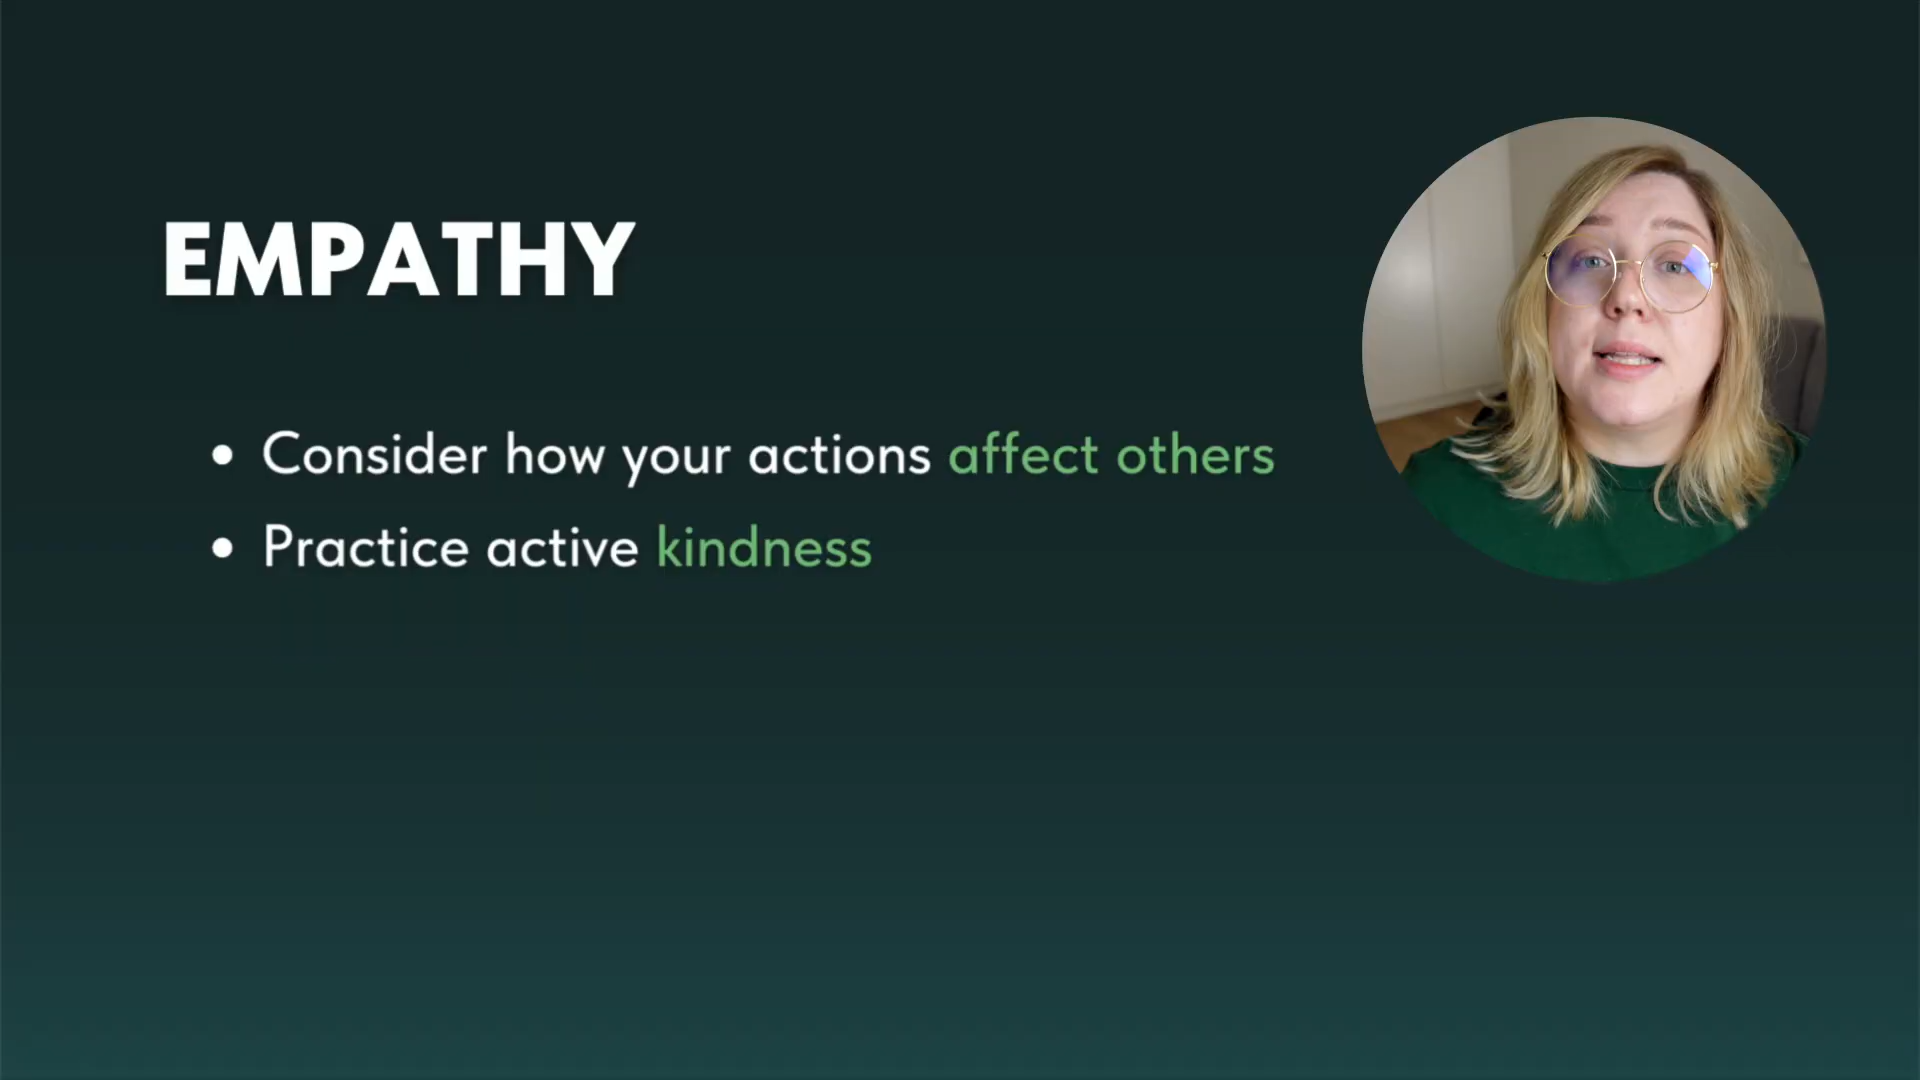 EMPATHY
• Consider how your actions affect others
• Practice active kindness